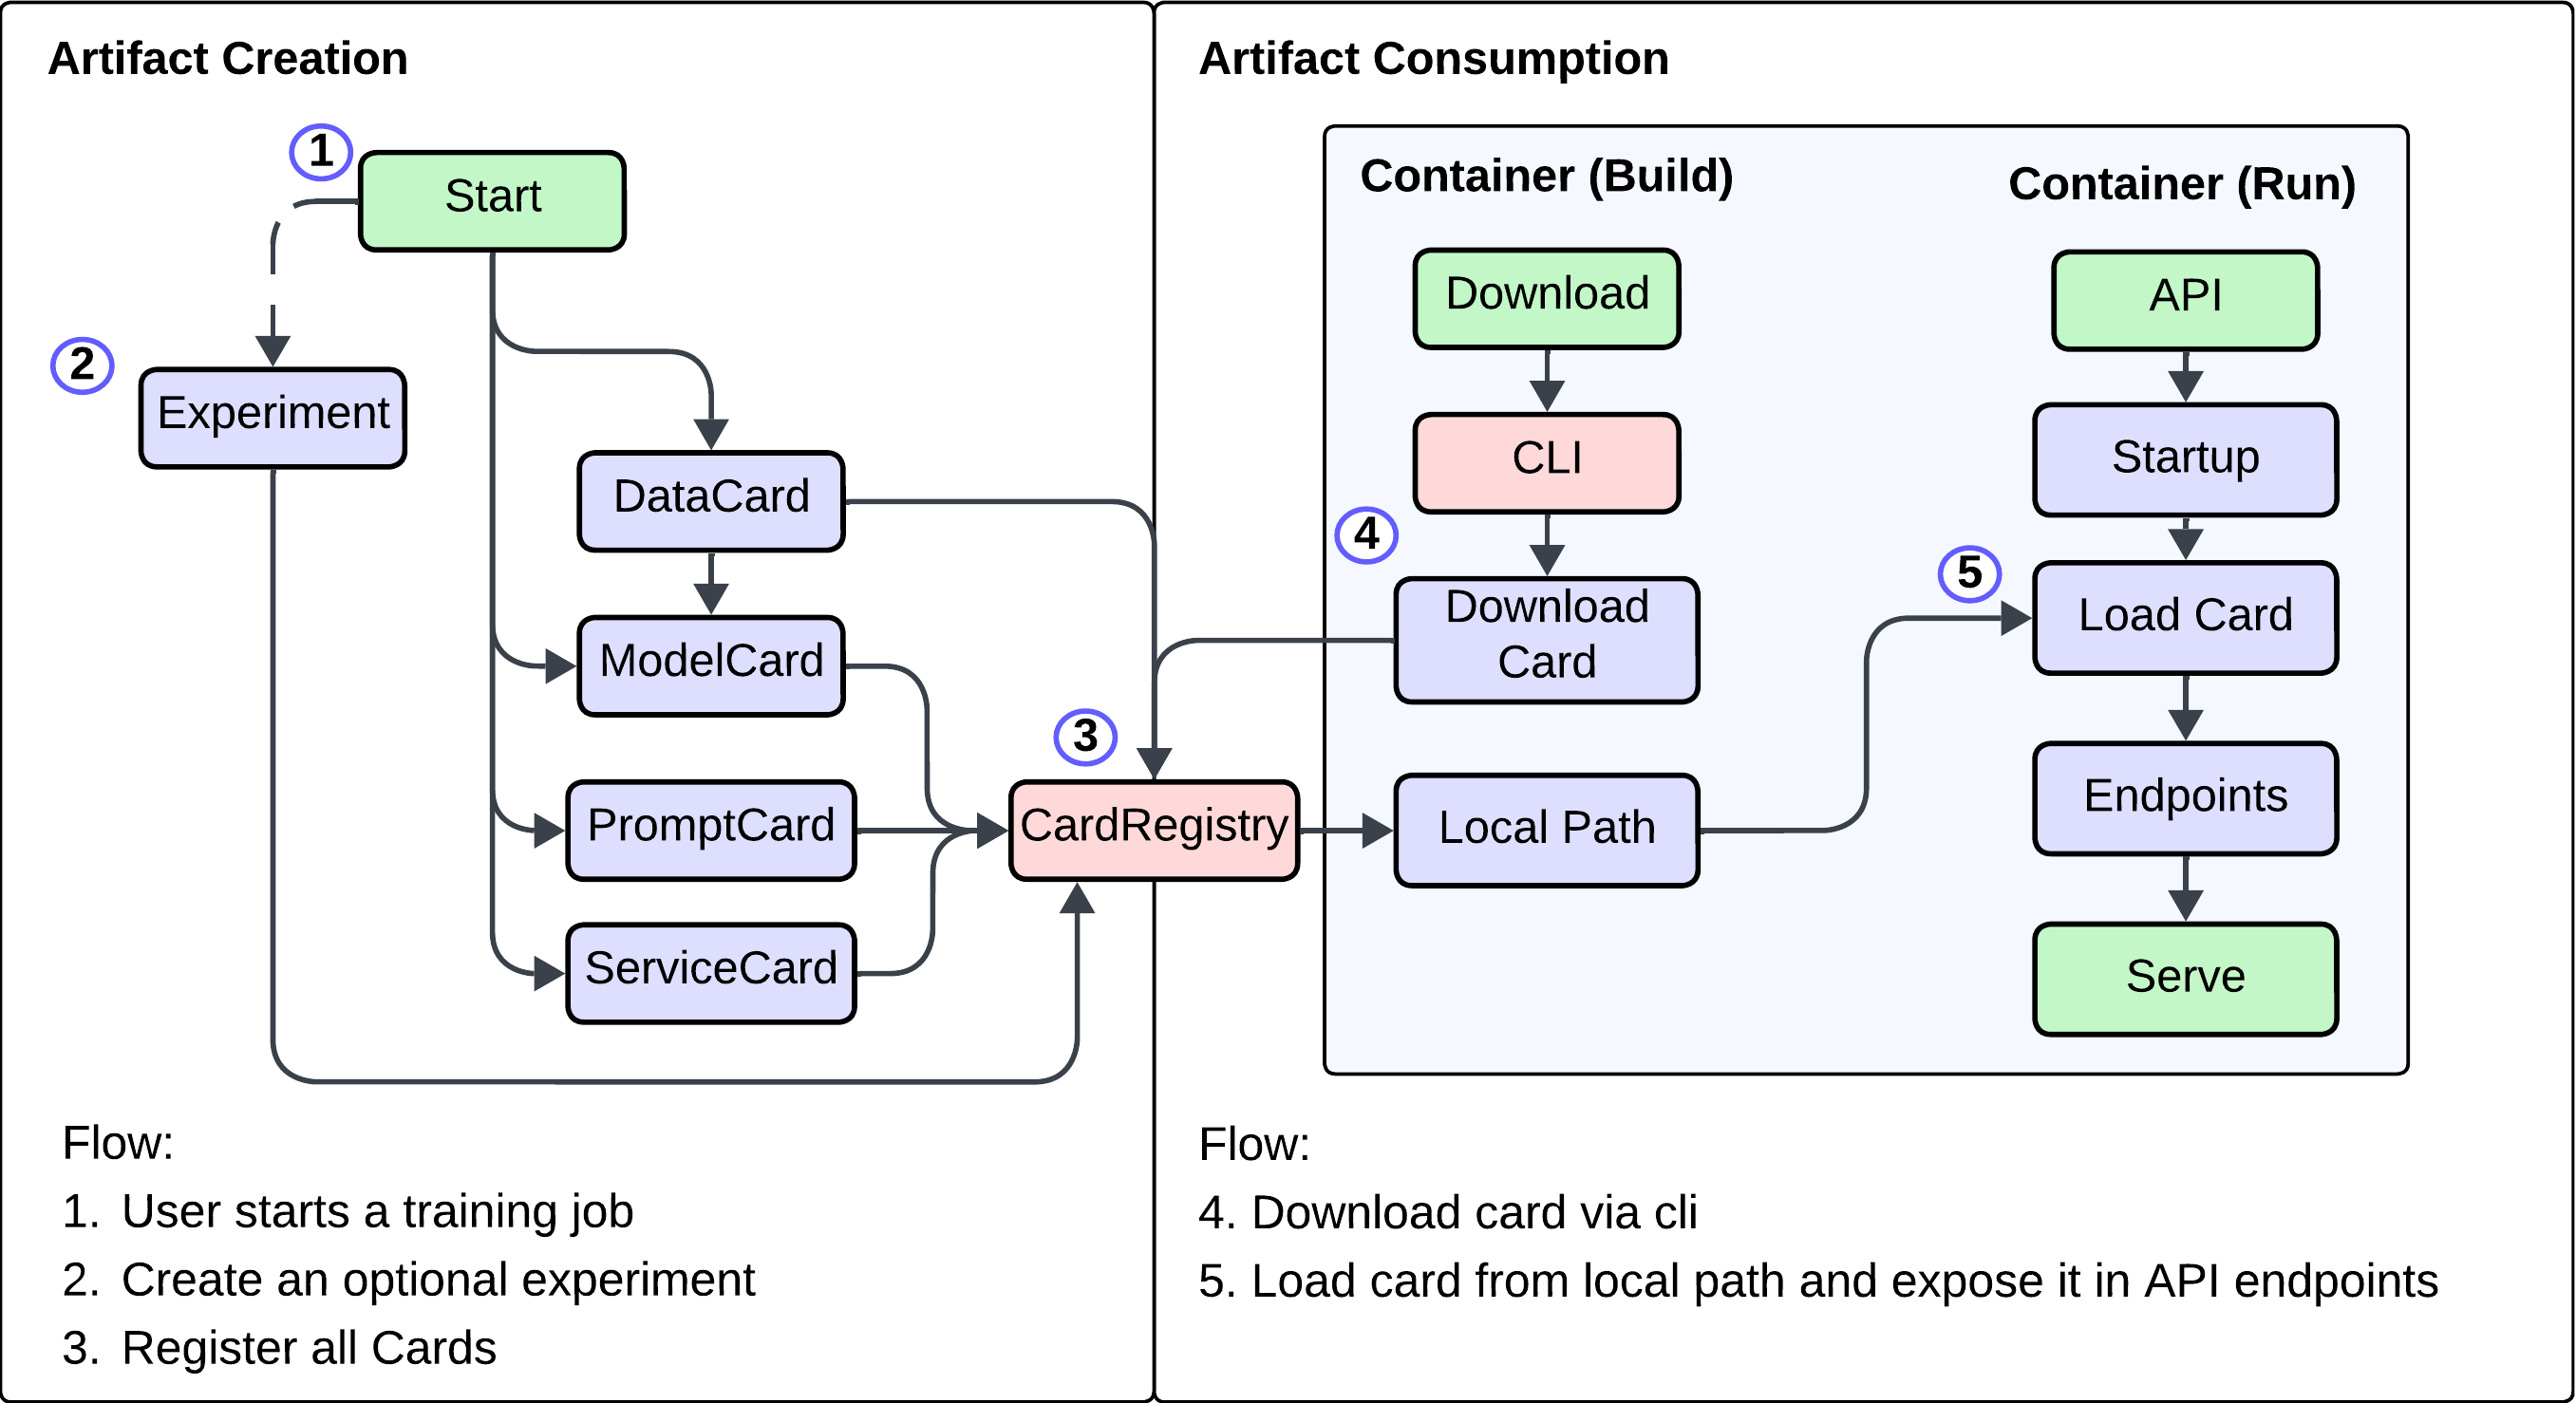 Artifact Creation
1
Start
2
Experiment
DataCard
ModelCard
3
PromptCard
CardRegistry
ServiceCard
Flow:
1. User starts a training job
2. Create an optional experiment
3. Register all Cards
Artifact Consumption
Container (Build)
Download
CLI
4
Download
Card
Local Path
Container (Run)
API
Startup
5
Load Card
Endpoints
Serve
Flow:
4. Download card via cli
5. Load card from local path and expose it in API endpoints